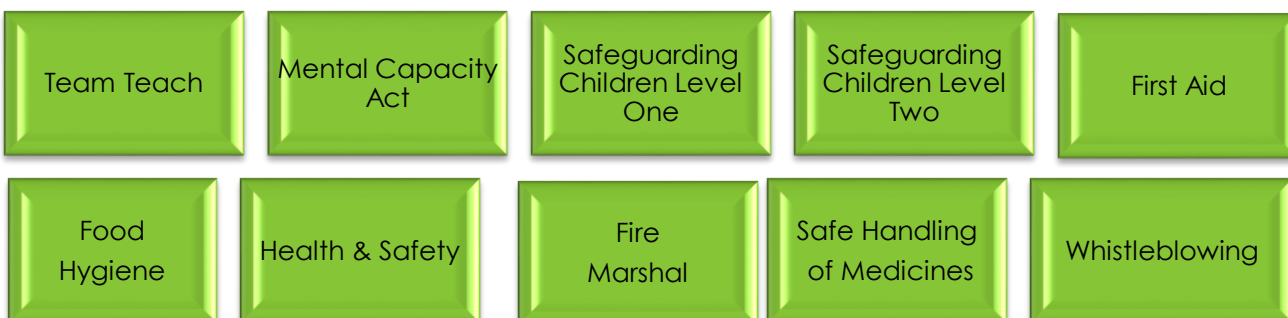 Team Teach
Mental Capacity
Act
Safeguarding
Children Level
One
Safeguarding
Children Level
Two
First Aid
Food
Hygiene
Health & Safety
Fire
Marshal
Safe Handling
of Medicines
Whistleblowing